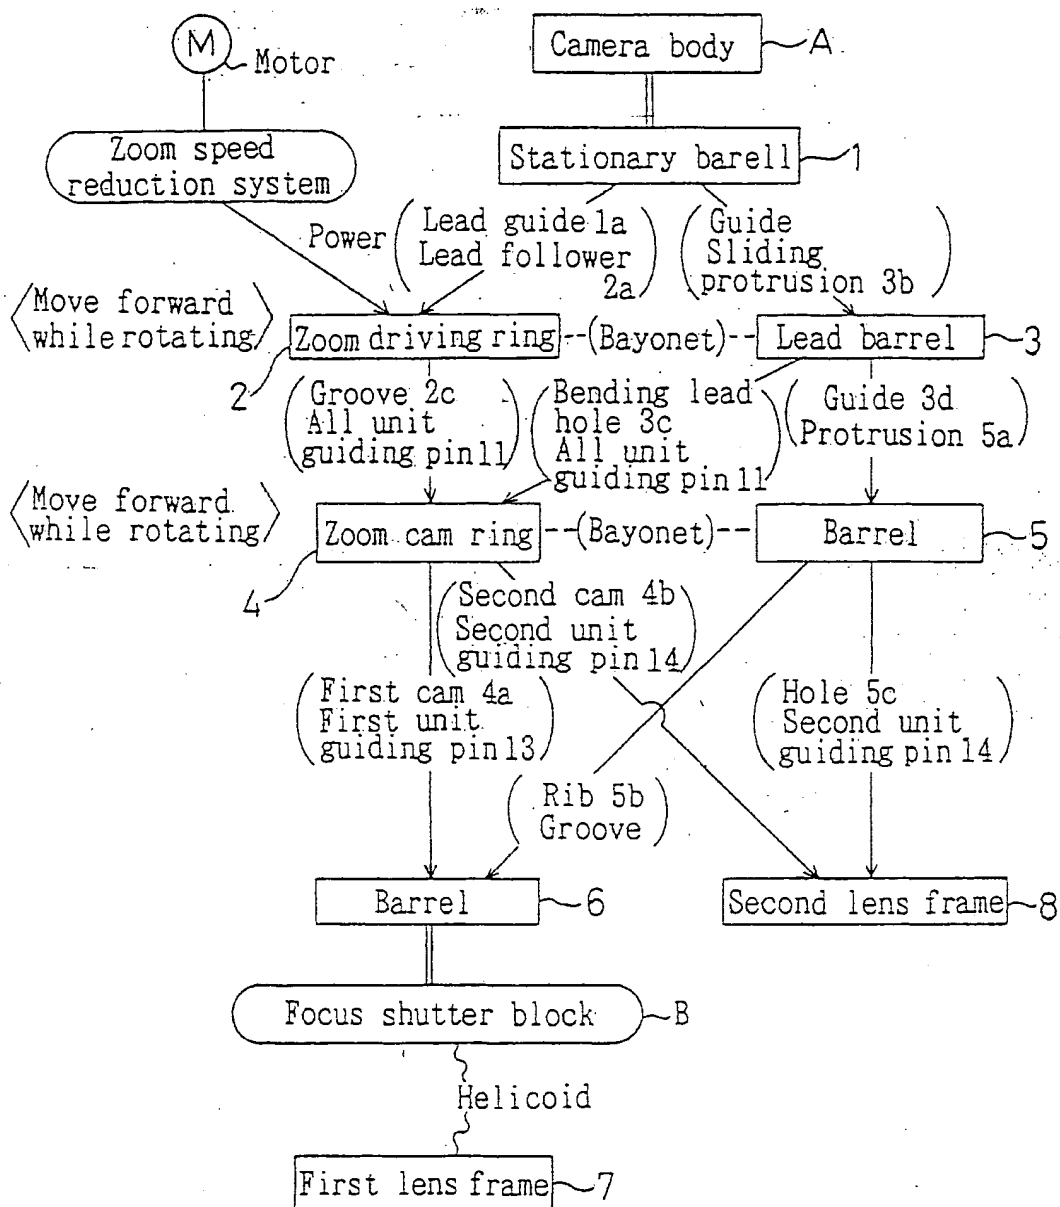 M
Motor
Camera body
A
Zoom speed
reduction system
Stationary barell
1
Power
Lead guide 1a
Lead follower
2a
Guide
Sliding
protrusion 3b
Move forward
while rotating
Zoom driving ring
2
(Bayonet)
Lead barrel
3
Groove 2c
All unit
guiding pin 11
Bending lead
hole 3c
All unit
guiding pin 11
Guide 3d
Protrusion 5a
Move forward
while rotating
Zoom cam ring
4
(Bayonet)
Barrel
5
Second cam 4b
Second unit
guiding pin 14
First cam 4a
First unit
guiding pin 13
Hole 5c
Second unit
guiding pin 14
Rib 5b
Groove
Barrel
6
Second lens frame
8
Focus shutter block
B
Helicoid
First lens frame
7